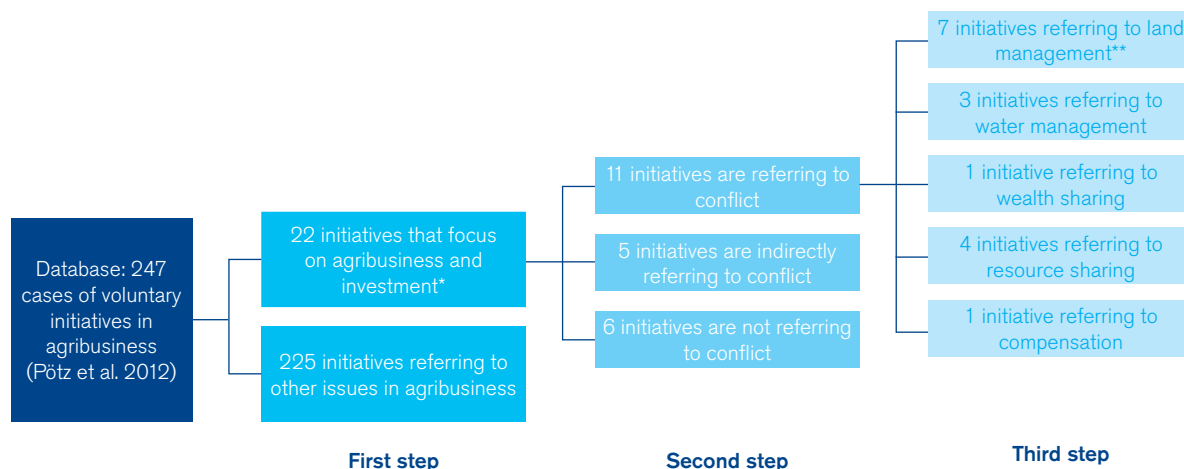 Database: 247
cases of voluntary
initiatives in
agribusiness
(Pötz et al. 2012)
22 initiatives that focus
on agribusiness and
investment*
225 initiatives referring to
other issues in agribusiness
First step
11 initiatives are referring to
conflict
5 initiatives are indirectly
referring to conflict
6 initiatives are not referring
to conflict
Second step
7 initiatives referring to land
management**
3 initiatives referring to
water management
1 initiative referring to
wealth sharing
4 initiatives referring to
resource sharing
1 initiative referring to
compensation
Third step